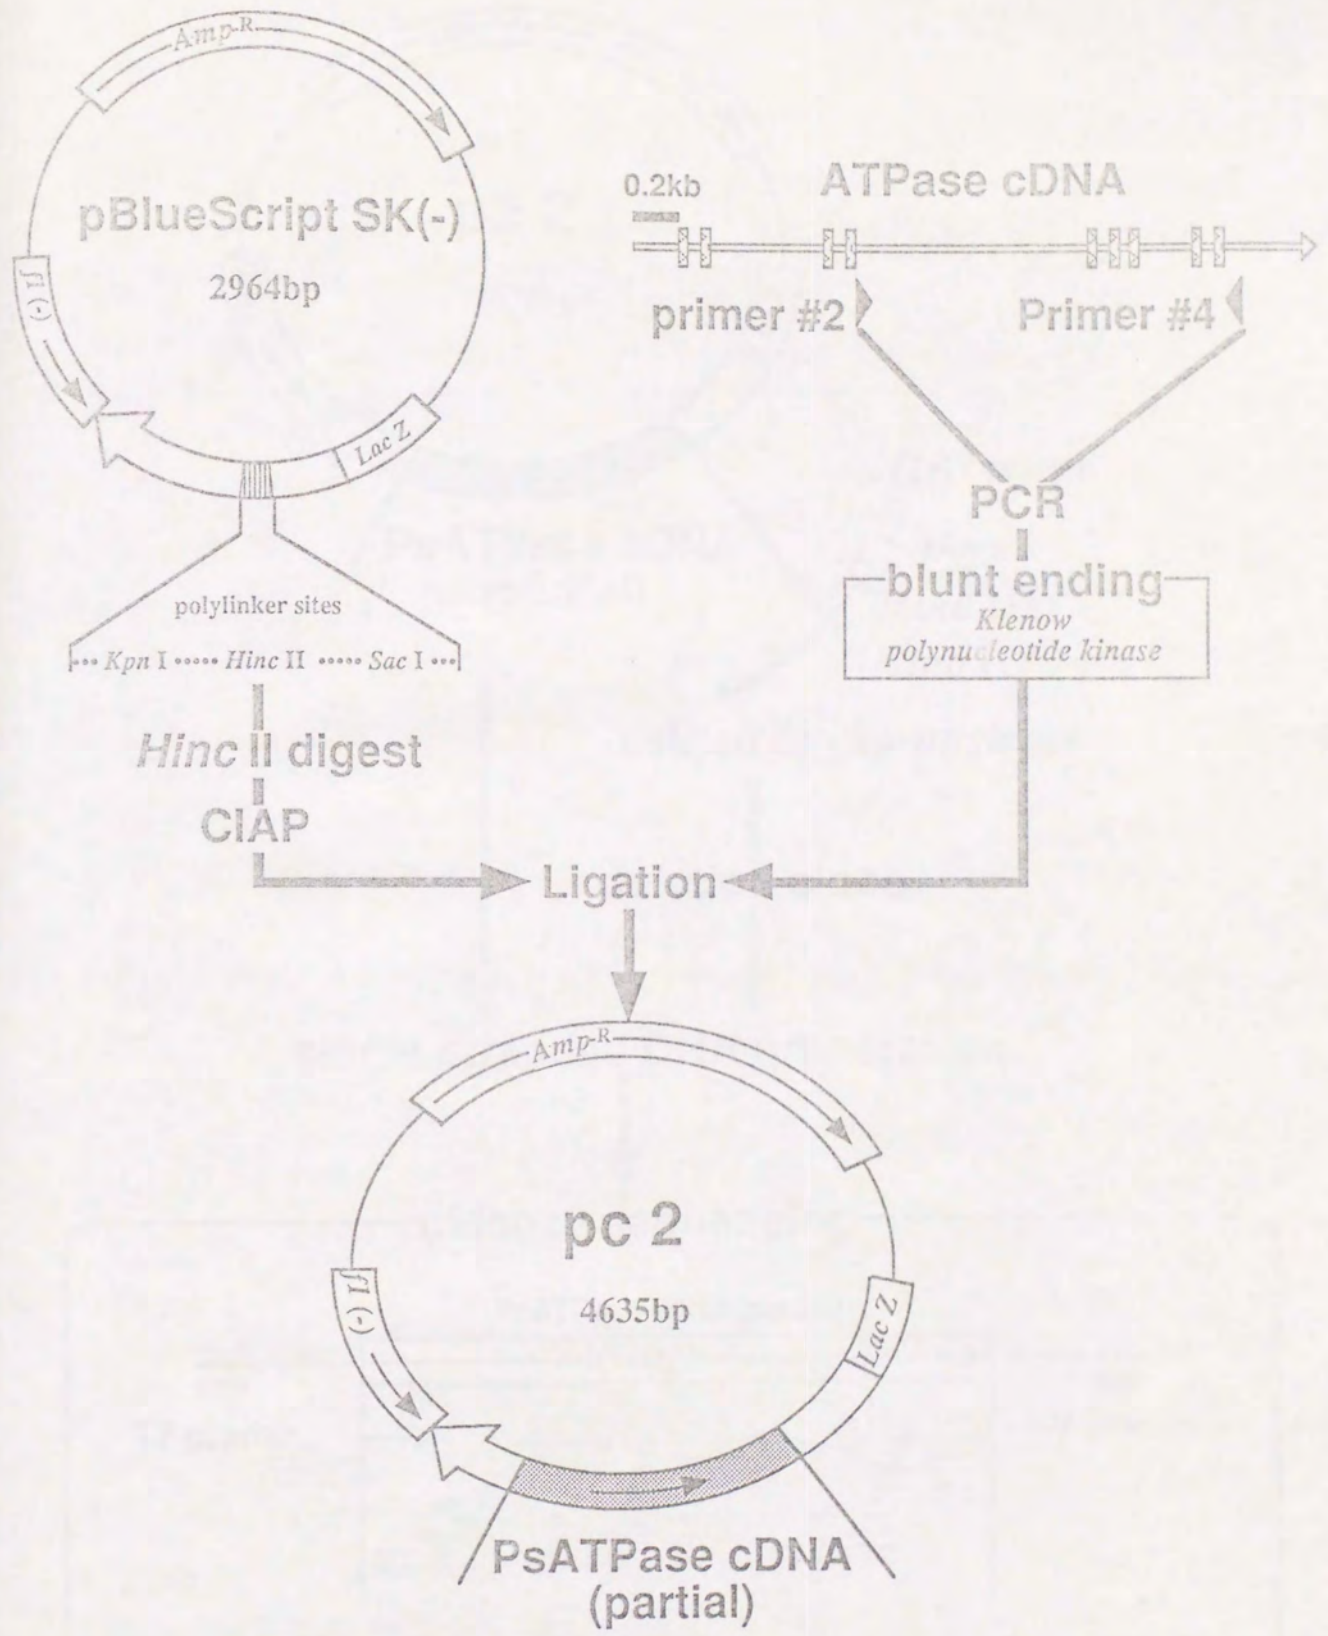 Amp-R
pBlueScript SK(-)
2964bp
f1 (-)
Lac Z
polylinker sites
Kpn I ····· Hinc II ····· Sac I
Hinc II digest
CIAP
0.2kb
ATPase cDNA
primer #2
Primer #4
PCR
blunt ending
Klenow
polynucleotide kinase
Ligation
Amp-R
pc 2
4635bp
f1 (-)
Lac Z
PsATPase cDNA
(partial)